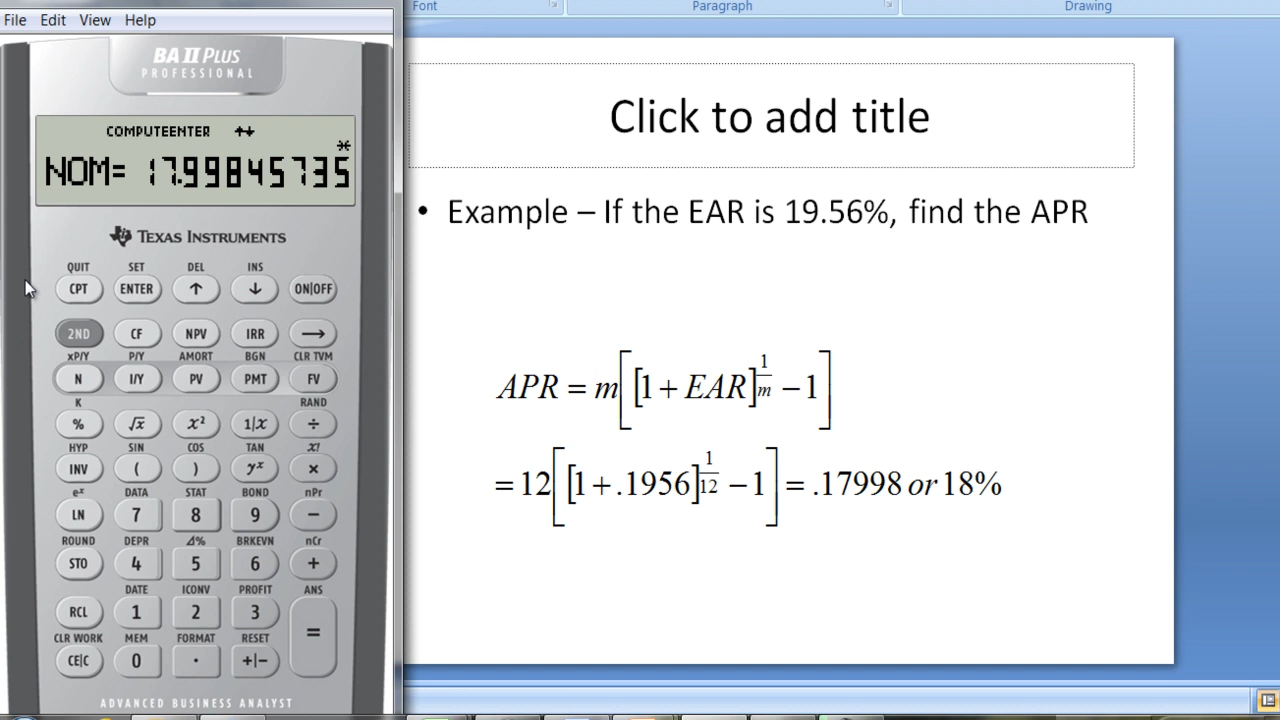 Font Paragraph Drawing
File Edit View Help
BA II PLUS
PROFESSIONAL
COMPUTE ENTER ↑↓
NOM= 17.99845735
*
TEXAS INSTRUMENTS
QUIT SET DEL INS
CPT ENTER ↑ ↓ ON|OFF
2ND CF NPV IRR →
xP/Y P/Y AMORT BGN CLR TVM
N I/Y PV PMT FV
K RAND
% √x x² 1/x ÷
HYP SIN COS TAN x!
INV ( ) yˣ ×
eˣ DATA STAT BOND nPr
LN 7 8 9 −
ROUND DEPR Δ% BRKEVN nCr
STO 4 5 6 +
DATE ICONV PROFIT ANS
RCL 1 2 3 =
CLR WORK MEM FORMAT RESET
CE|C 0 . +|−
ADVANCED BUSINESS ANALYST
Click to add title
• Example – If the EAR is 19.56%, find the APR
APR = m[[1 + EAR]^(1/m) − 1]
= 12[[1 + .1956]^(1/12) − 1] = .17998 or 18%